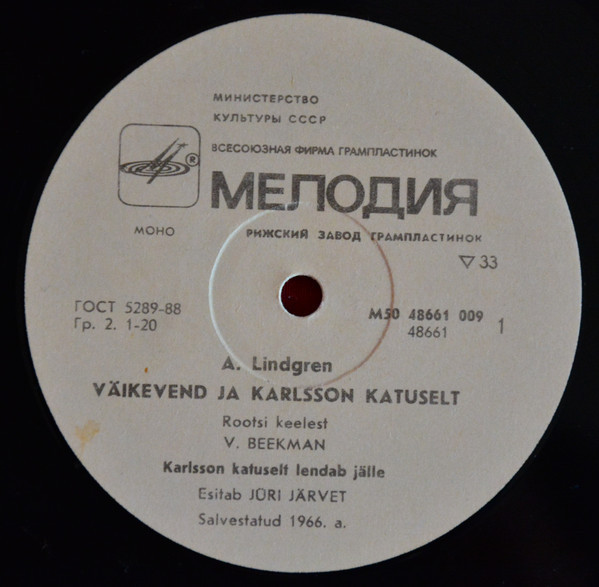 МИНИСТЕРСТВО
КУЛЬТУРЫ СССР
ВСЕСОЮЗНАЯ ФИРМА ГРАМПЛАСТИНОК
®
МЕЛОДИЯ
МОНО
РИЖСКИЙ ЗАВОД ГРАМПЛАСТИНОК
▽ 33
ГОСТ 5289-88
Гр. 2. 1-20
М50 48661 009
48661
1
A. Lindgren
VÄIKEVEND JA KARLSSON KATUSELT
Rootsi keelest
V. BEEKMAN
Karlsson katuselt lendab jälle
Esitab JÜRI JÄRVET
Salvestatud 1966. a.